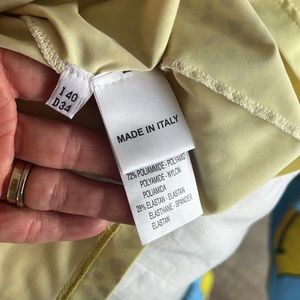 I 40
D 34
MADE IN ITALY
72% POLIAMMIDE - POLYAMID
POLYAMIDE - NYLON
POLIAMIDA
28% ELASTAN - ELASTAN
ELASTHANE - SPANDEX
ELASTAN